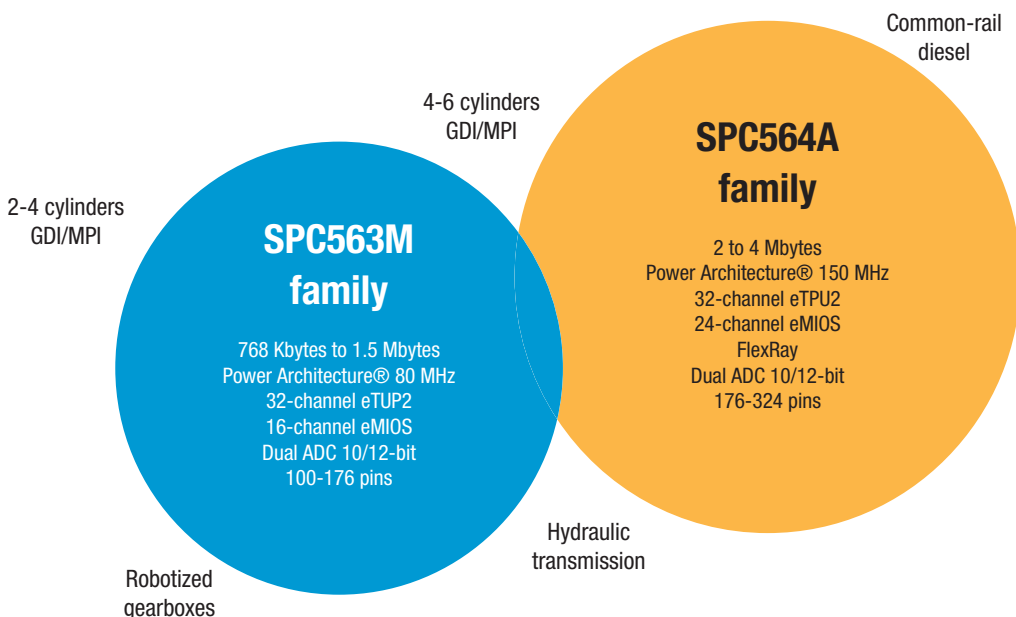 Common-rail
diesel
4-6 cylinders
GDI/MPI
SPC564A
family
2 to 4 Mbytes
Power Architecture® 150 MHz
32-channel eTPU2
24-channel eMIOS
FlexRay
Dual ADC 10/12-bit
176-324 pins
2-4 cylinders
GDI/MPI
SPC563M
family
768 Kbytes to 1.5 Mbytes
Power Architecture® 80 MHz
32-channel eTUP2
16-channel eMIOS
Dual ADC 10/12-bit
100-176 pins
Hydraulic
transmission
Robotized
gearboxes